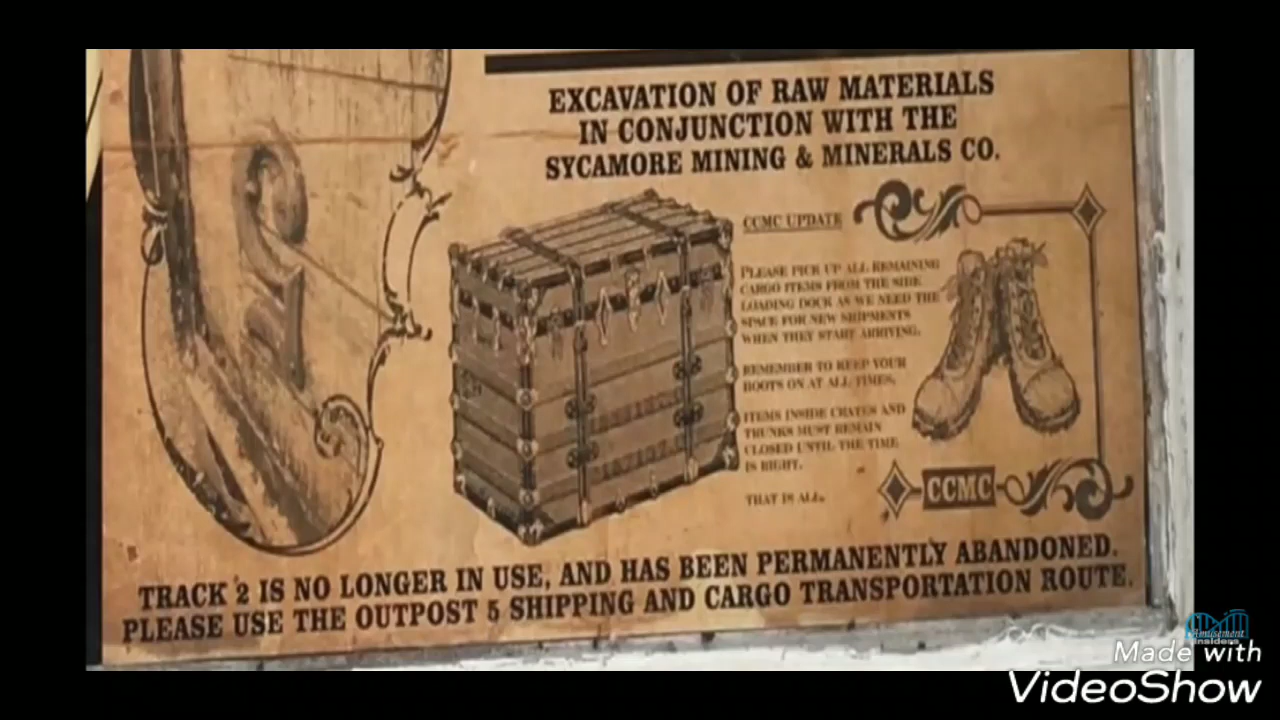 EXCAVATION OF RAW MATERIALS
IN CONJUNCTION WITH THE
SYCAMORE MINING & MINERALS CO.
CCMC UPDATE
PLEASE PICK UP ALL REMAINING
CARGO ITEMS FROM THE SIDE
LOADING DOCK AS WE NEED THE
SPACE FOR NEW SHIPMENTS
WHEN THEY START ARRIVING.
REMEMBER TO KEEP YOUR
BOOTS ON AT ALL TIMES.
ITEMS INSIDE CRATES AND
TRUNKS MUST REMAIN
CLOSED UNTIL THE TIME
IS RIGHT.
THAT IS ALL.
CCMC
TRACK 2 IS NO LONGER IN USE, AND HAS BEEN PERMANENTLY ABANDONED.
PLEASE USE THE OUTPOST 5 SHIPPING AND CARGO TRANSPORTATION ROUTE.
Amusement
Insiders
Made with
VideoShow